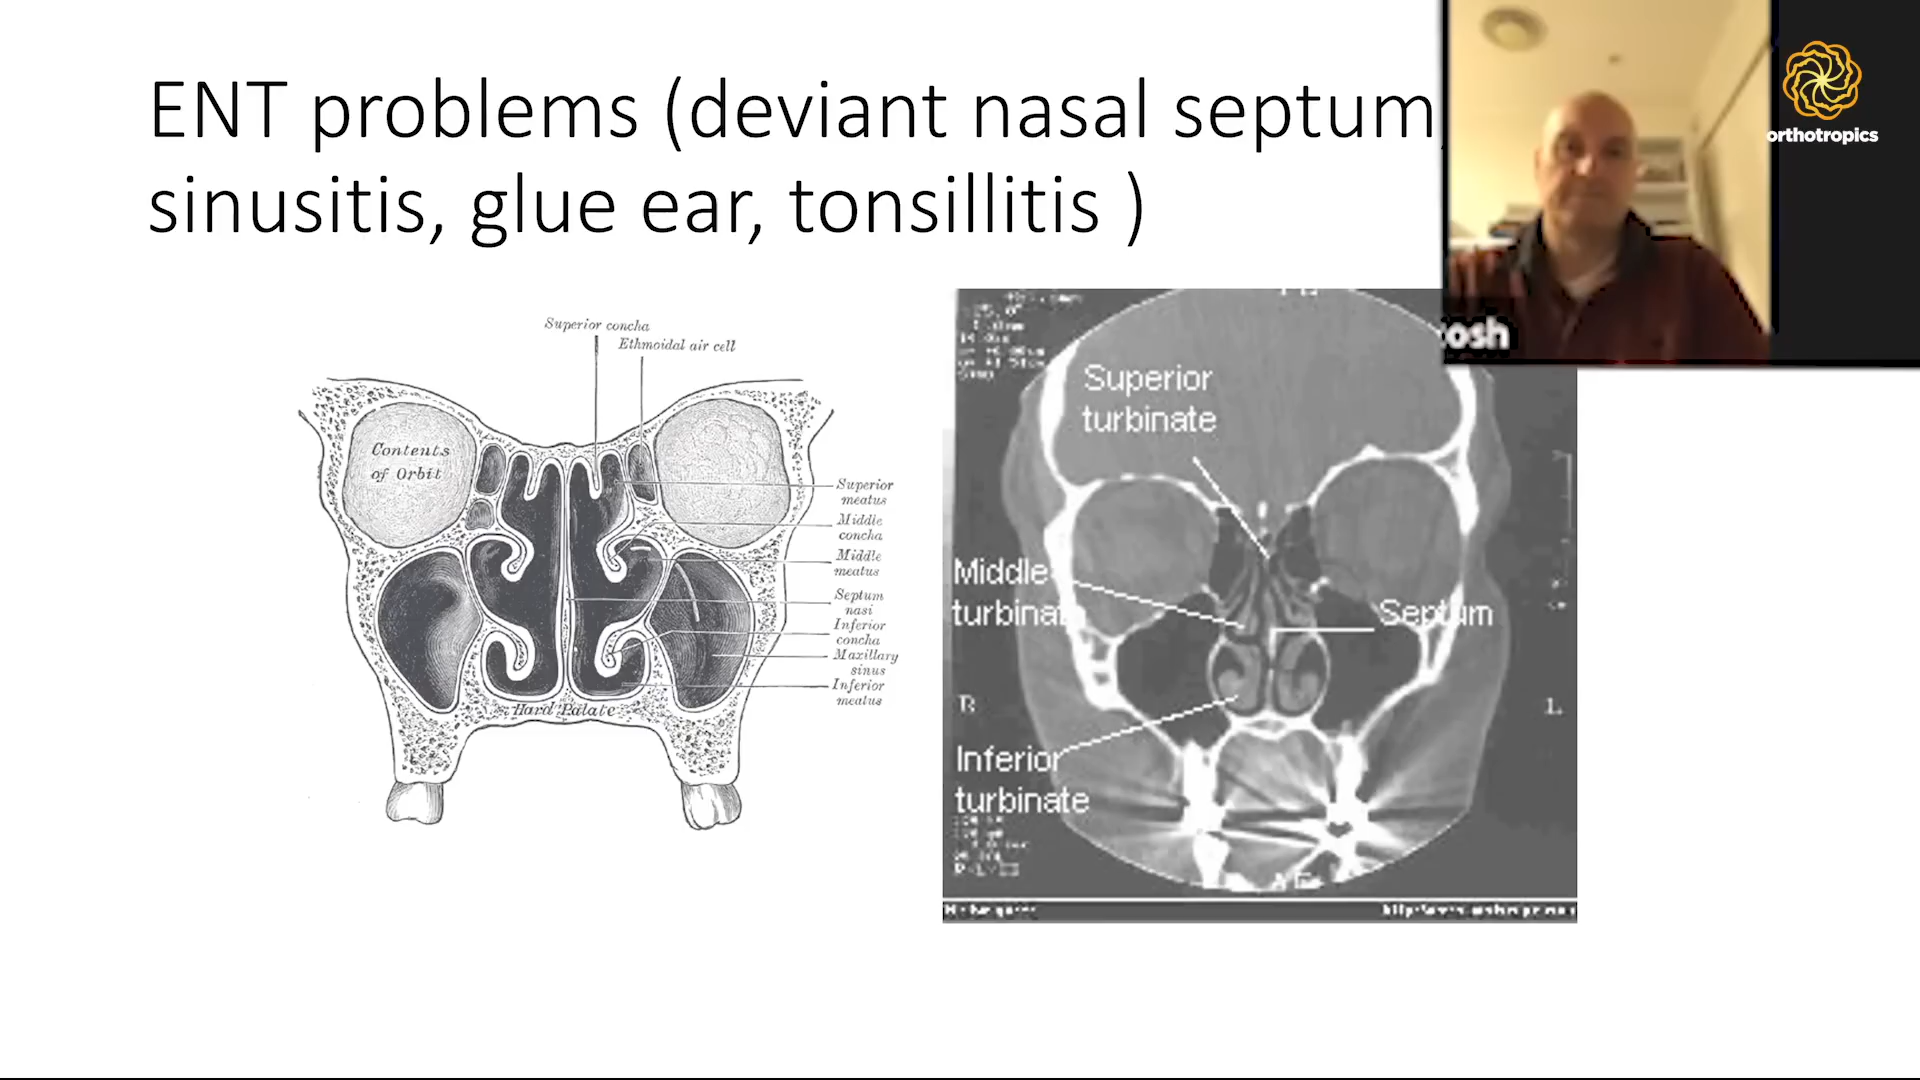 ENT problems (deviant nasal septum,
sinusitis, glue ear, tonsillitis )
orthotropics
cosh
Superior concha
Ethmoidal air cell
Contents
of Orbit
Superior
meatus
Middle
concha
Middle
meatus
Septum
nasi
Inferior
concha
Maxillary
sinus
Inferior
meatus
Hard Palate
Superior
turbinate
Middle
turbinate
Septum
R
L
Inferior
turbinate